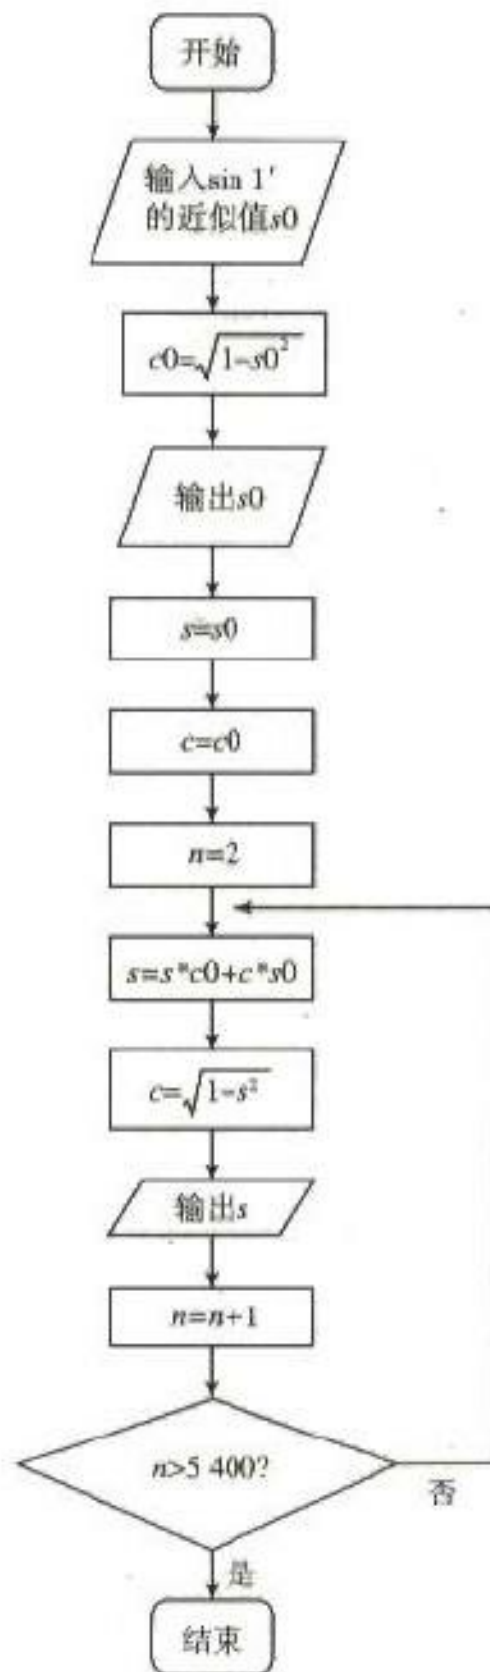 开始
输入sin 1′
的近似值s0
c0=√1-s0²
输出s0
s=s0
c=c0
n=2
s=s*c0+c*s0
c=√1-s²
输出s
n=n+1
n>5 400?
否
是
结束